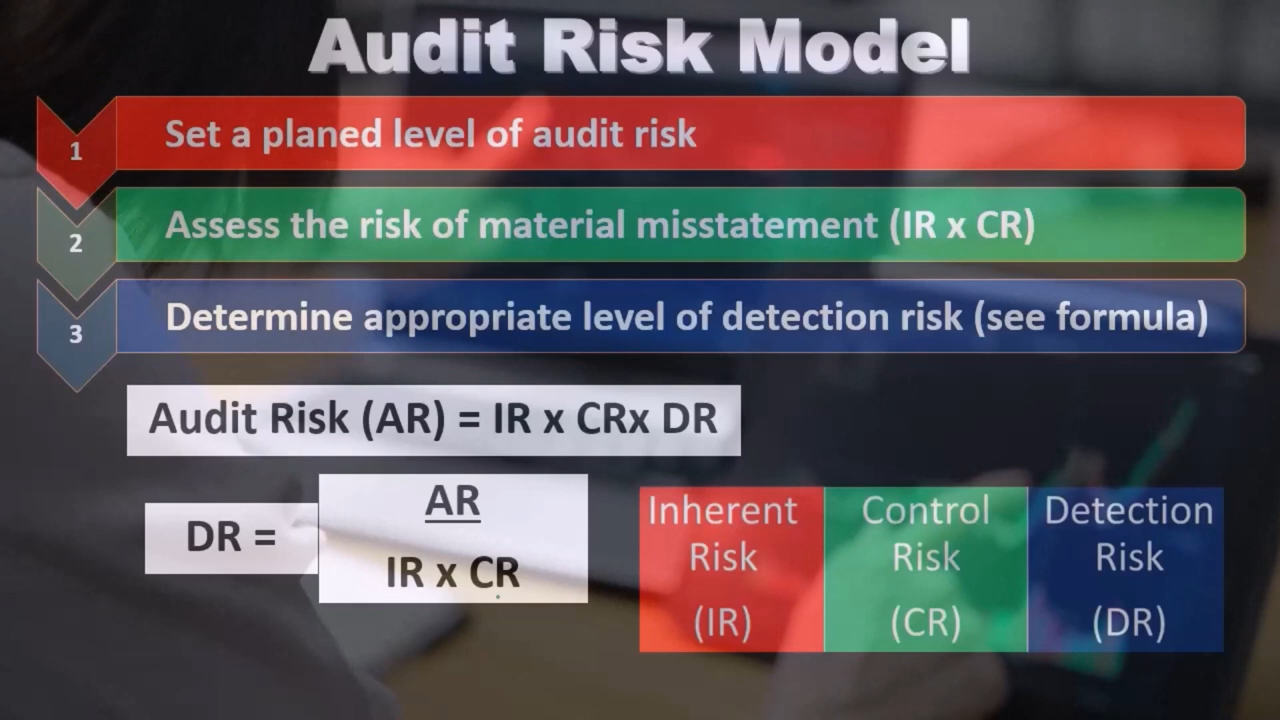 Audit Risk Model
1
Set a planed level of audit risk
2
Assess the risk of material misstatement (IR x CR)
3
Determine appropriate level of detection risk (see formula)
Audit Risk (AR) = IR x CRx DR
DR =
AR
IR x CR
Inherent
Risk
(IR)
Control
Risk
(CR)
Detection
Risk
(DR)